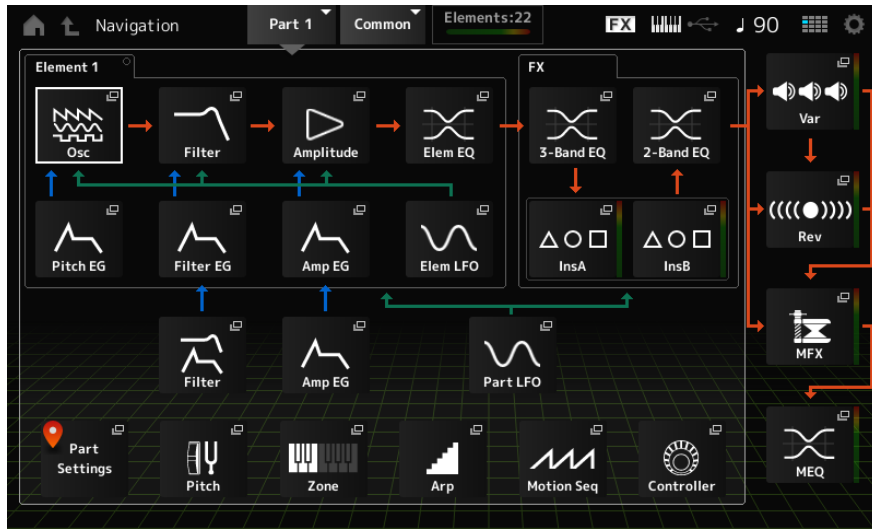 Navigation
Part 1
Common
Elements:22
FX
♩ 90
Element 1
FX
Osc
Filter
Amplitude
Elem EQ
3-Band EQ
2-Band EQ
Var
Pitch EG
Filter EG
Amp EG
Elem LFO
InsA
InsB
Rev
Filter
Amp EG
Part LFO
MFX
Part
Settings
Pitch
Zone
Arp
Motion Seq
Controller
MEQ